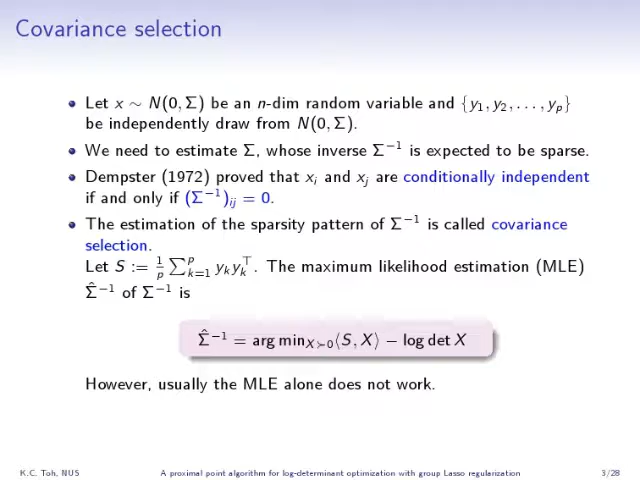 Covariance selection
Let x ∼ N(0, Σ) be an n-dim random variable and {y₁, y₂, . . . , yₚ}
be independently draw from N(0, Σ).
We need to estimate Σ, whose inverse Σ⁻¹ is expected to be sparse.
Dempster (1972) proved that xᵢ and xⱼ are conditionally independent
if and only if (Σ⁻¹)ᵢⱼ = 0.
The estimation of the sparsity pattern of Σ⁻¹ is called covariance
selection.
Let S := 1/p ∑ᵖₖ₌₁ yₖyₖ⊤. The maximum likelihood estimation (MLE)
Σ̂⁻¹ of Σ⁻¹ is
Σ̂⁻¹ = arg min_{X≻0}⟨S, X⟩ − log det X
However, usually the MLE alone does not work.
K.C. Toh, NUS
A proximal point algorithm for log-determinant optimization with group Lasso regularization
3/28